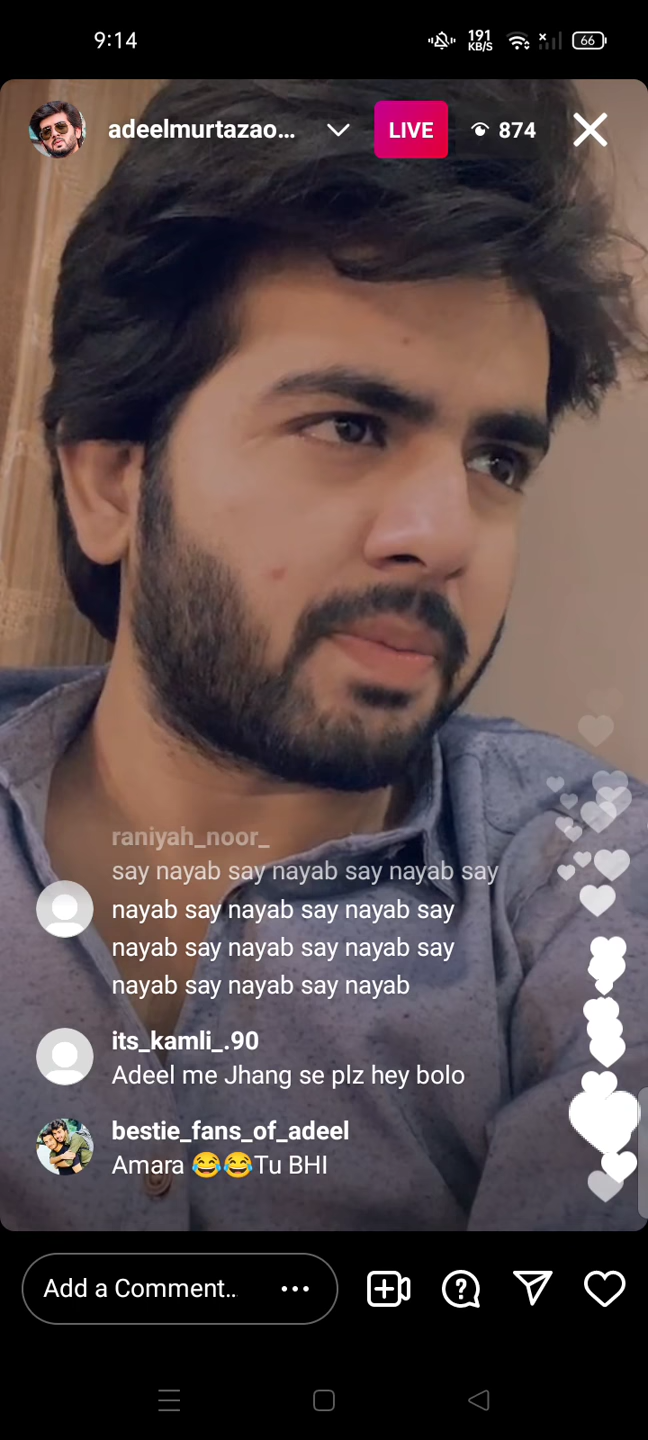 9:14
191
KB/S
66
adeelmurtazao...
LIVE
874
raniyah_noor_
say nayab say nayab say nayab say
nayab say nayab say nayab say
nayab say nayab say nayab say
nayab say nayab say nayab
its_kamli_.90
Adeel me Jhang se plz hey bolo
bestie_fans_of_adeel
Amara 😂😂Tu BHI
Add a Comment..